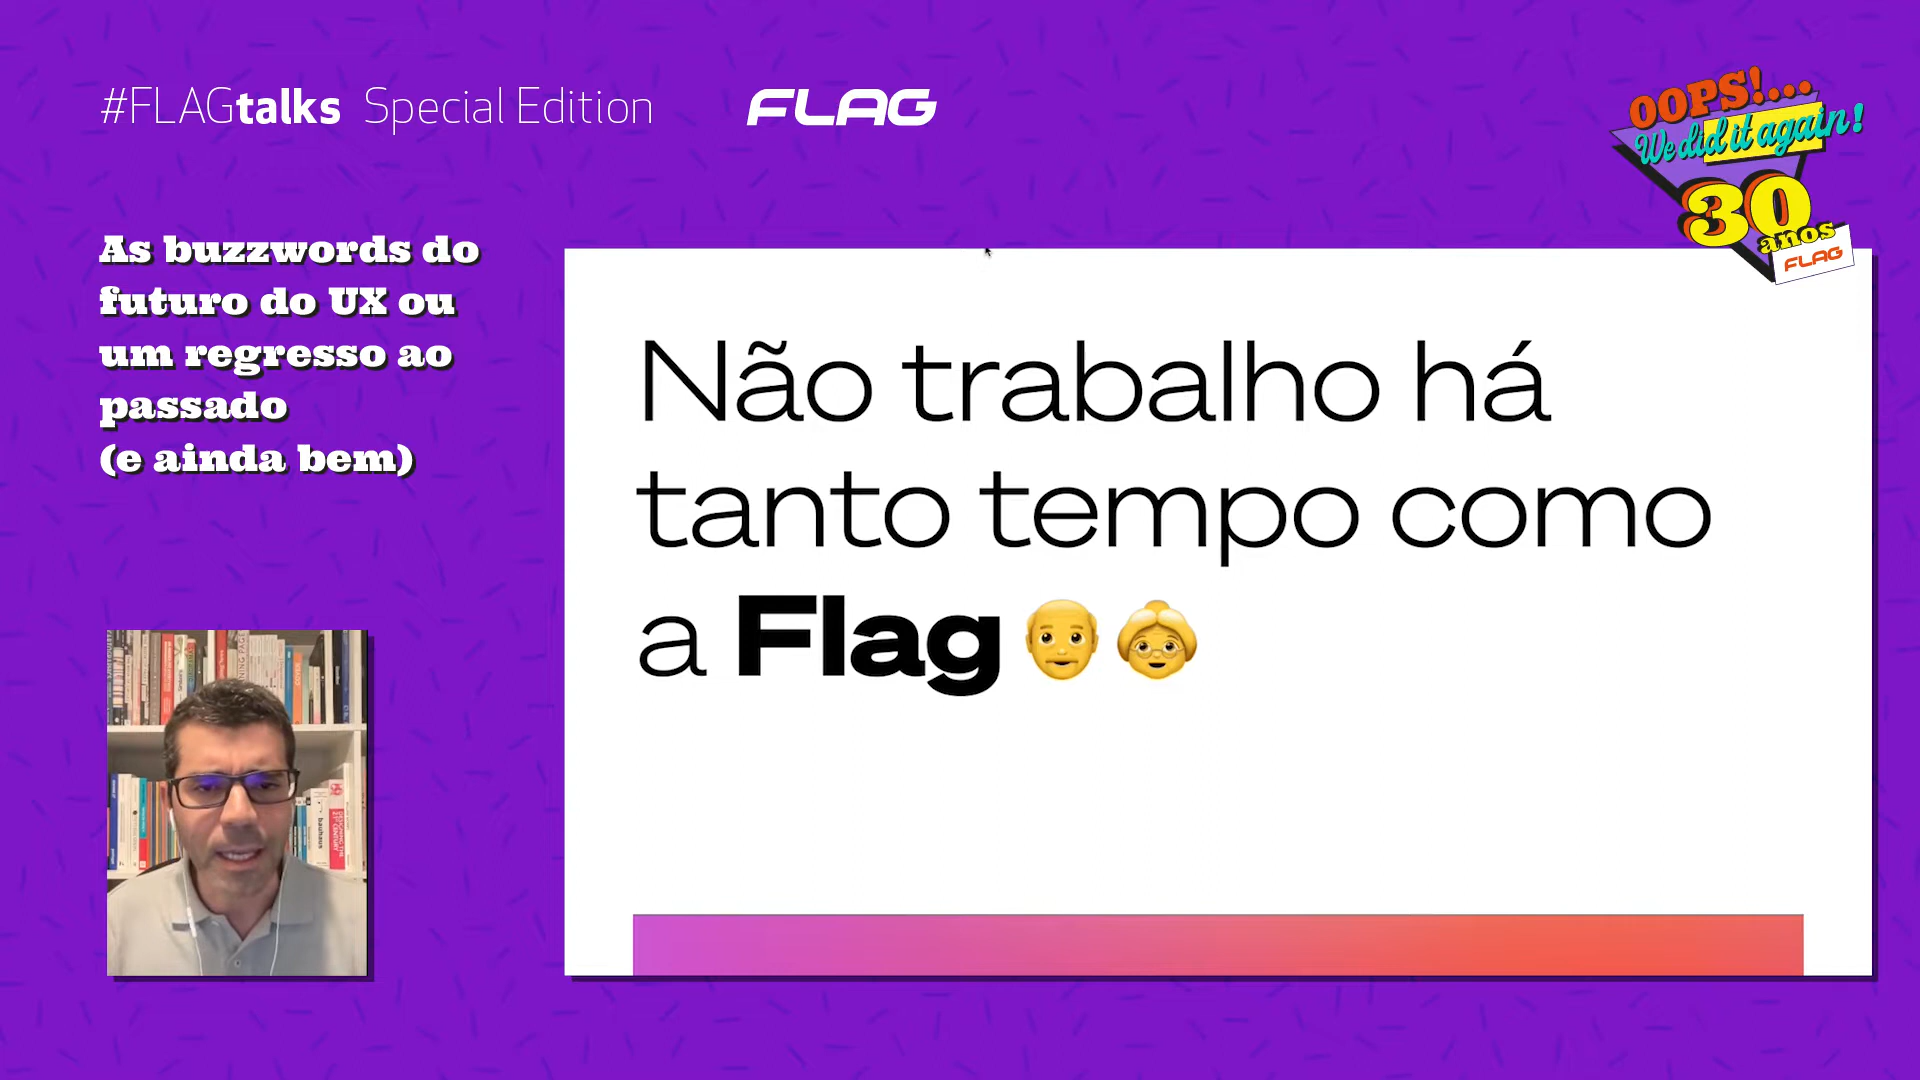 #FLAGtalks Special Edition
FLAG
OOPS!...
We did it again!
30
anos
FLAG
As buzzwords do
futuro do UX ou
um regresso ao
passado
(e ainda bem)
Não trabalho há
tanto tempo como
a Flag
bauhaus